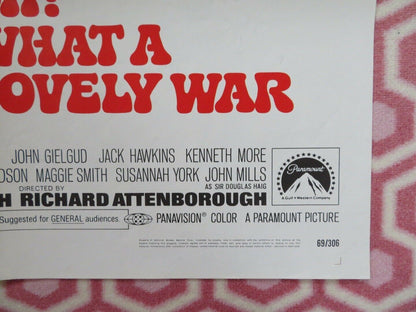 WHAT A
OVELY WAR
JOHN GIELGUD JACK HAWKINS KENNETH MORE
MAGGIE SMITH SUSANNAH YORK JOHN MILLS
AS SIR DOUGLAS HAIG
DIRECTED BY
RICHARD ATTENBOROUGH
Paramount
A Gulf + Western Company
Suggested for GENERAL audiences. PANAVISION® COLOR A PARAMOUNT PICTURE
69/306